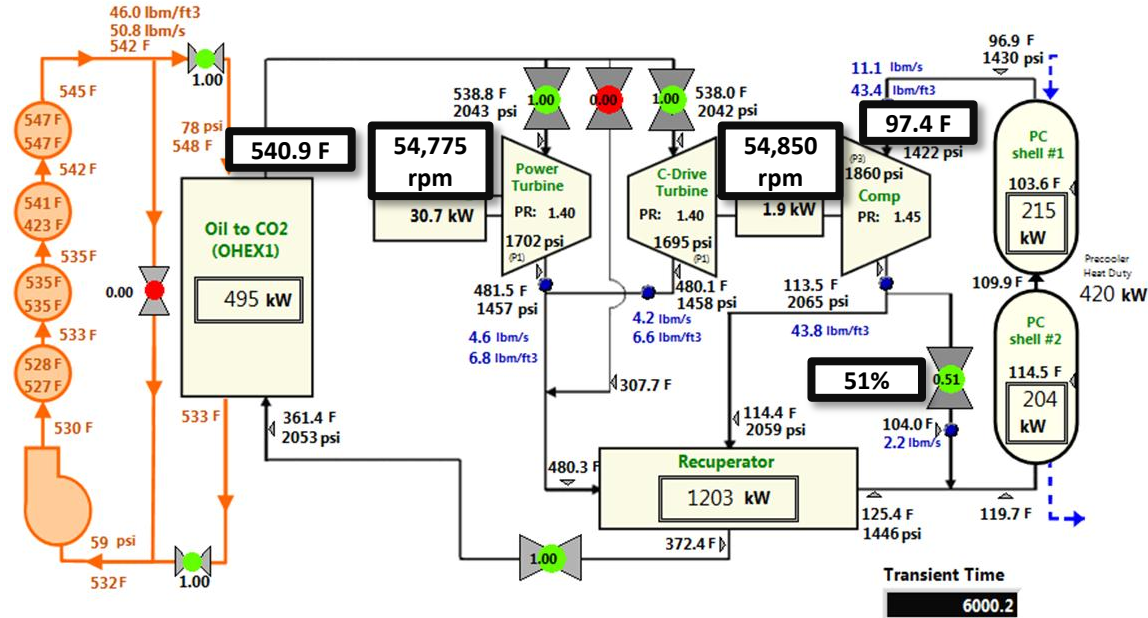 46.0 lbm/ft3
50.8 lbm/s
542 F
1.00
545 F
547 F
547 F
542 F
541 F
423 F
535 F
535 F
535 F
533 F
528 F
527 F
530 F
59 psi
532 F
1.00
0.00
533 F
78 psi
548 F
540.9 F
Oil to CO2
(OHEX1)
495 kW
361.4 F
2053 psi
54,775
rpm
30.7 kW
538.8 F
2043 psi
1.00
0.00
1.00
538.0 F
2042 psi
Power
Turbine
PR: 1.40
1702 psi
(P1)
481.5 F
1457 psi
4.6 lbm/s
6.8 lbm/ft3
C-Drive
Turbine
PR: 1.40
1695 psi
(P1)
480.1 F
1458 psi
4.2 lbm/s
6.6 lbm/ft3
307.7 F
54,850
rpm
1.9 kW
11.1 lbm/s
43.4 lbm/ft3
97.4 F
1422 psi
(P3)
1860 psi
Comp
PR: 1.45
113.5 F
2065 psi
43.8 lbm/ft3
51%
0.51
104.0 F
2.2 lbm/s
114.4 F
2059 psi
480.3 F
Recuperator
1203 kW
372.4 F
1.00
125.4 F
1446 psi
119.7 F
96.9 F
1430 psi
PC
shell #1
103.6 F
215
kW
109.9 F
Precooler
Heat Duty
420 kW
PC
shell #2
114.5 F
204
kW
Transient Time
6000.2